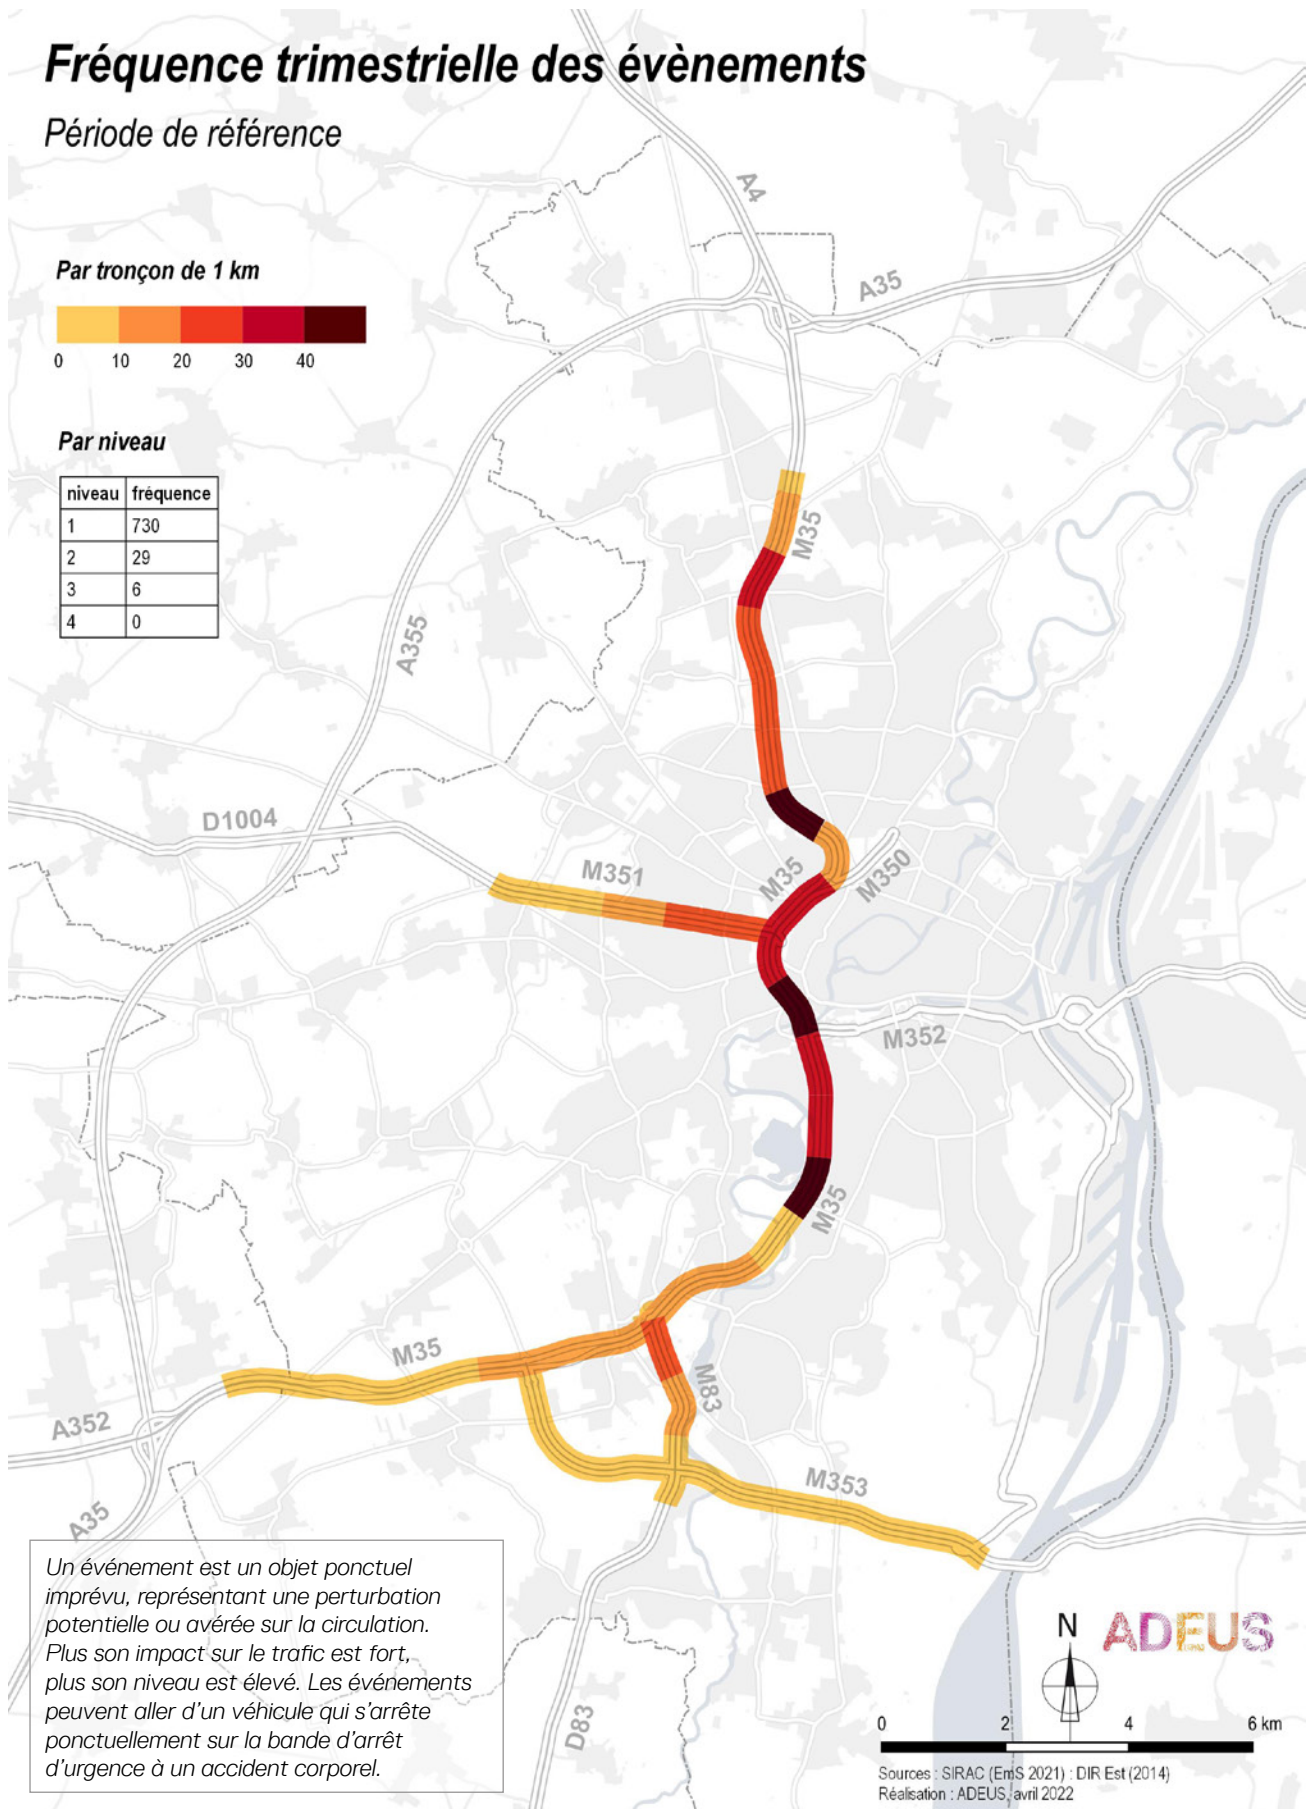 Fréquence trimestrielle des évènements
Période de référence
Par tronçon de 1 km
0 10 20 30 40
Par niveau
niveau fréquence
1 730
2 29
3 6
4 0
A4
A35
M35
A355
D1004
M351
M35
M350
M352
M35
M35
M83
A352
M353
A35
D83
Un événement est un objet ponctuel
imprévu, représentant une perturbation
potentielle ou avérée sur la circulation.
Plus son impact sur le trafic est fort,
plus son niveau est élevé. Les événements
peuvent aller d'un véhicule qui s'arrête
ponctuellement sur la bande d'arrêt
d'urgence à un accident corporel.
N
ADEUS
0 2 4 6 km
Sources : SIRAC (EmS 2021) : DIR Est (2014)
Réalisation : ADEUS, avril 2022